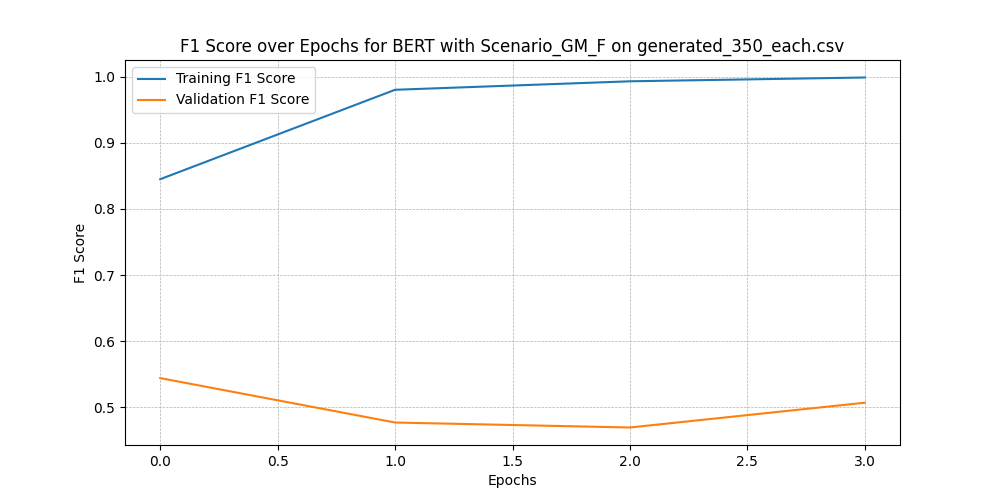 F1 Score over Epochs for BERT with Scenario_GM_F on generated_350_each.csv
Training F1 Score
Validation F1 Score
1.0
0.9
0.8
0.7
0.6
0.5
F1 Score
0.0 0.5 1.0 1.5 2.0 2.5 3.0
Epochs